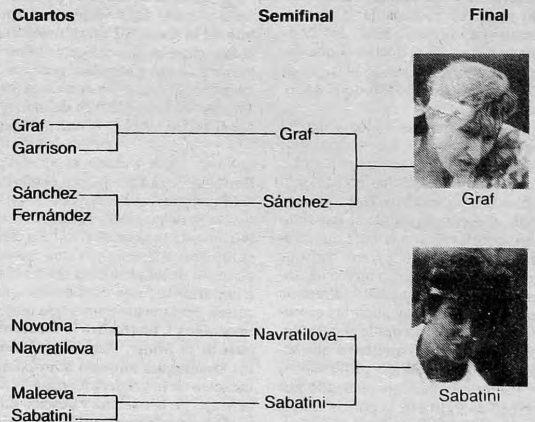 Cuartos Semifinal Final
Graf
Garrison
Graf
Sánchez
Fernández
Sánchez
Graf
Novotna
Navratilova
Navratilova
Maleeva
Sabatini
Sabatini
Sabatini